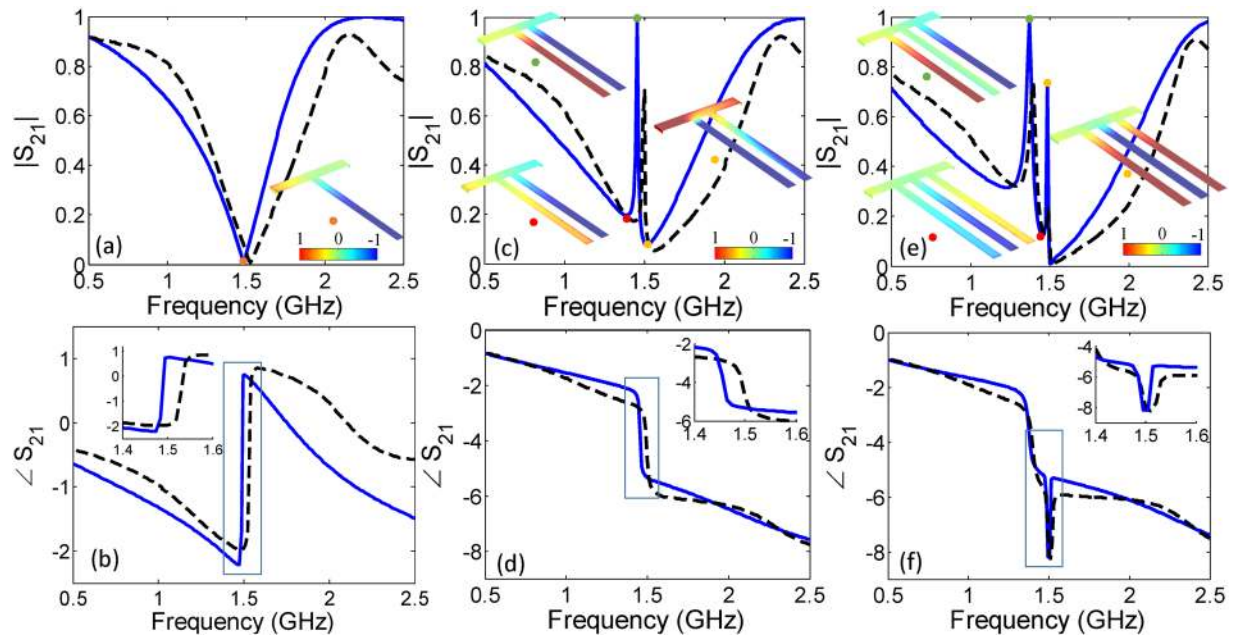 1
0.8
0.6
0.4
0.2
0
|S21|
(a)
1 0 -1
0.5 1 1.5 2 2.5
Frequency (GHz)
1
0.8
0.6
0.4
0.2
0
|S21|
(c)
1 0 -1
0.5 1 1.5 2 2.5
Frequency (GHz)
1
0.8
0.6
0.4
0.2
0
|S21|
(e)
1 0 -1
0.5 1 1.5 2 2.5
Frequency (GHz)
1
0
-1
-2
∠ S21
1
0
-1
-2
1.4 1.5 1.6
(b)
0.5 1 1.5 2 2.5
Frequency (GHz)
0
-2
-4
-6
-8
∠ S21
-2
-4
-6
1.4 1.5 1.6
(d)
0.5 1 1.5 2 2.5
Frequency (GHz)
0
-2
-4
-6
-8
∠ S21
-4
-6
-8
1.4 1.5 1.6
(f)
0.5 1 1.5 2 2.5
Frequency (GHz)